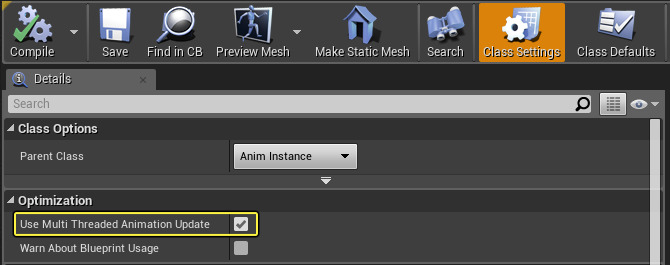 Compile Save Find in CB Preview Mesh Make Static Mesh Search Class Settings Class Defaults
Details
Search
Class Options
Parent Class Anim Instance
Optimization
Use Multi Threaded Animation Update
Warn About Blueprint Usage